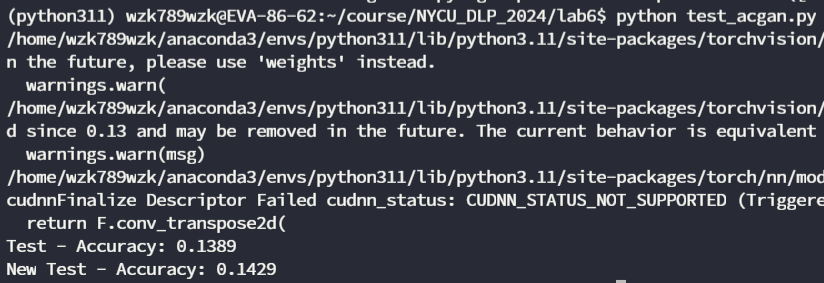 (python311) wzk789wzk@EVA-86-62:~/course/NYCU_DLP_2024/lab6$ python test_acgan.py
/home/wzk789wzk/anaconda3/envs/python311/lib/python3.11/site-packages/torchvision/
n the future, please use 'weights' instead.
warnings.warn(
/home/wzk789wzk/anaconda3/envs/python311/lib/python3.11/site-packages/torchvision/
d since 0.13 and may be removed in the future. The current behavior is equivalent
warnings.warn(msg)
/home/wzk789wzk/anaconda3/envs/python311/lib/python3.11/site-packages/torch/nn/mod
cudnnFinalize Descriptor Failed cudnn_status: CUDNN_STATUS_NOT_SUPPORTED (Triggere
return F.conv_transpose2d(
Test - Accuracy: 0.1389
New Test - Accuracy: 0.1429